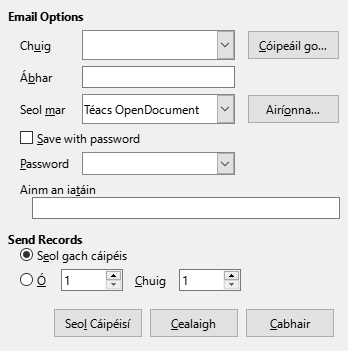 Email Options
Chuig
Cóipeáil go...
Ábhar
Seol mar
Téacs OpenDocument
Airíonna...
Save with password
Password
Ainm an iatáin
Send Records
Seol gach cáipéis
Ó
1
Chuig
1
Seol Cáipéisí
Cealaigh
Cabhair